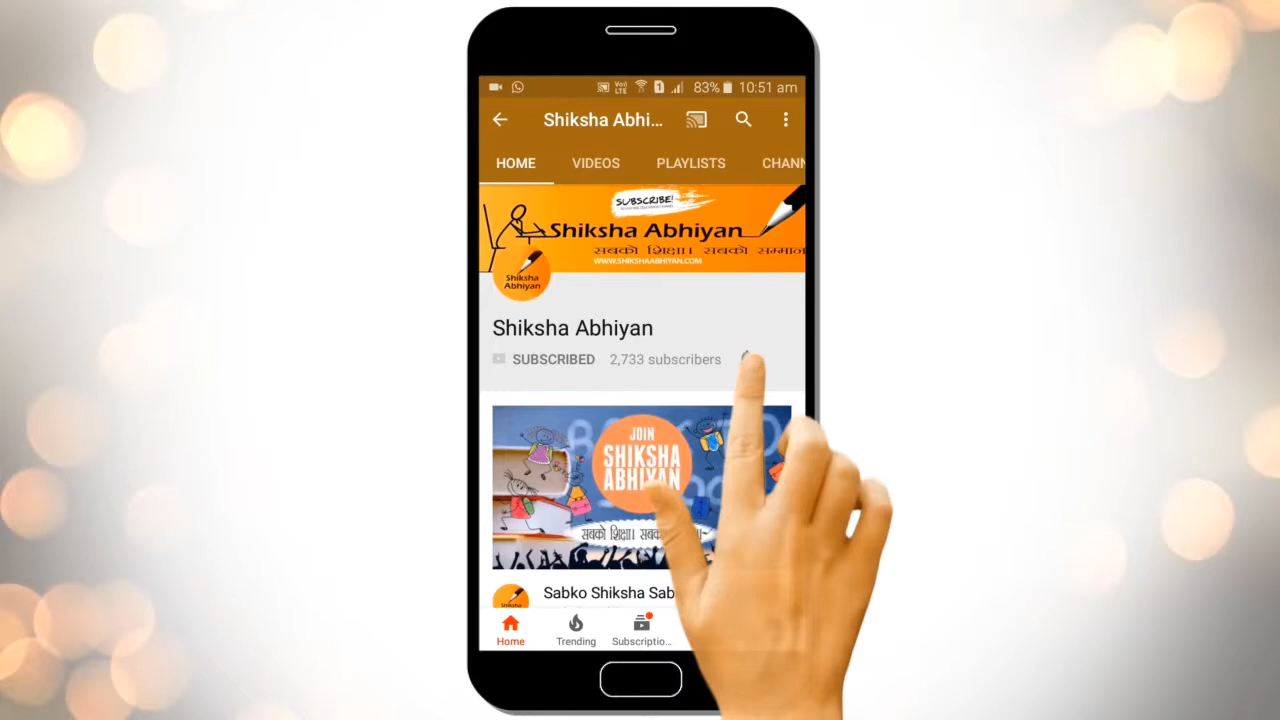 Vo)) LTE 1 83% 10:51 am
Shiksha Abhi...
HOME VIDEOS PLAYLISTS CHANN
SUBSCRIBE!
Shiksha Abhiyan
सबको शिक्षा। सबको सम्मान
WWW.SHIKSHAABHIYAN.COM
Shiksha
Abhiyan
Shiksha Abhiyan
SUBSCRIBED 2,733 subscribers
JOIN
SHIKSHA
ABHIYAN
सबको शिक्षा।
Sabko Shiksha Sab
Home Trending Subscriptio...